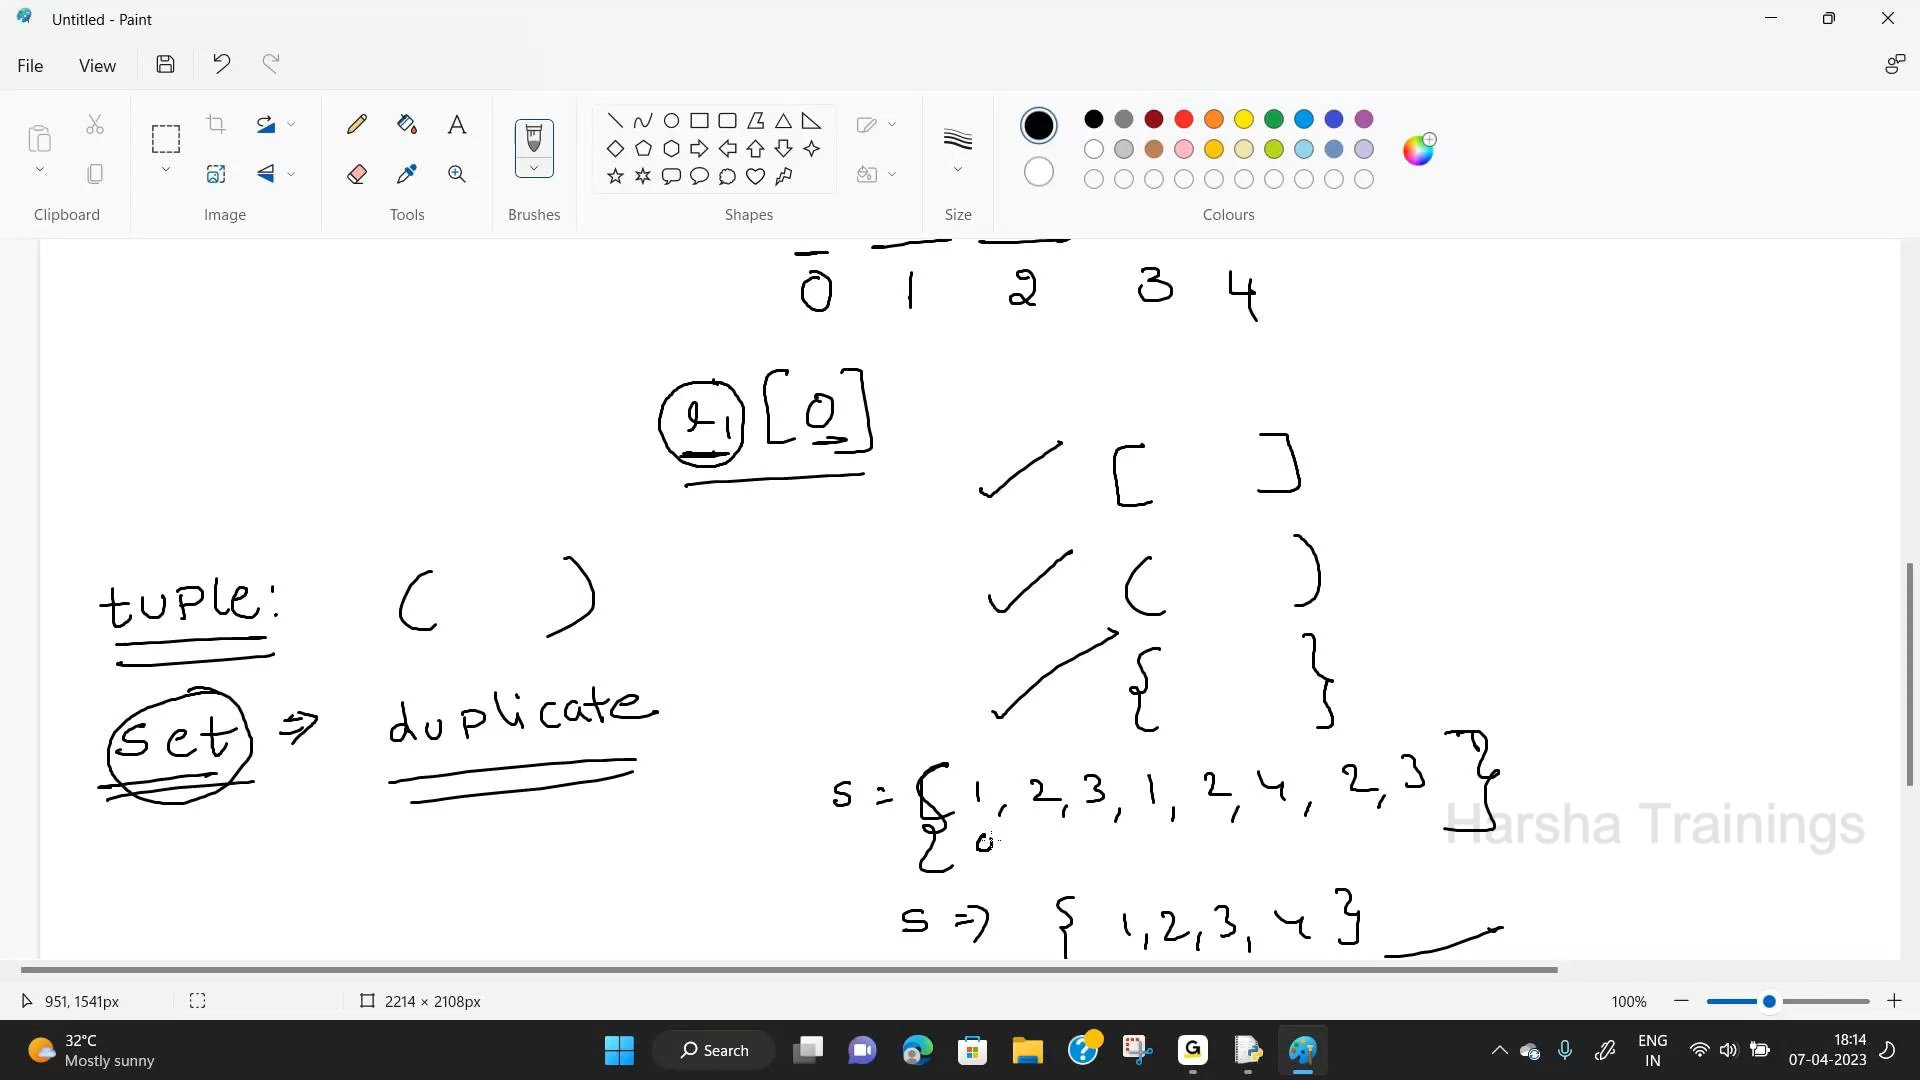 Untitled - Paint
File View
Clipboard Image Tools Brushes Shapes Size Colours
0 1 2 3 4
[0]
[ ]
tuple: ( ) ( )
{ }
set ⇒ duplicate
s = { 1, 2, 3, 1, 2, 4, 2, 3 }
Harsha Trainings
{ 0
s ⇒ { 1, 2, 3, 4 }
951, 1541px 2214 × 2108px 100%
32°C
Mostly sunny
Search
ENG
IN
18:14
07-04-2023